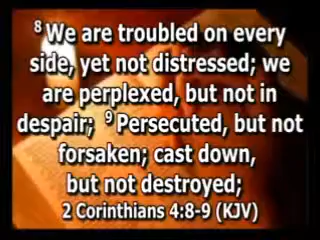 8 We are troubled on every
side, yet not distressed; we
are perplexed, but not in
despair; 9 Persecuted, but not
forsaken; cast down,
but not destroyed;
2 Corinthians 4:8-9 (KJV)